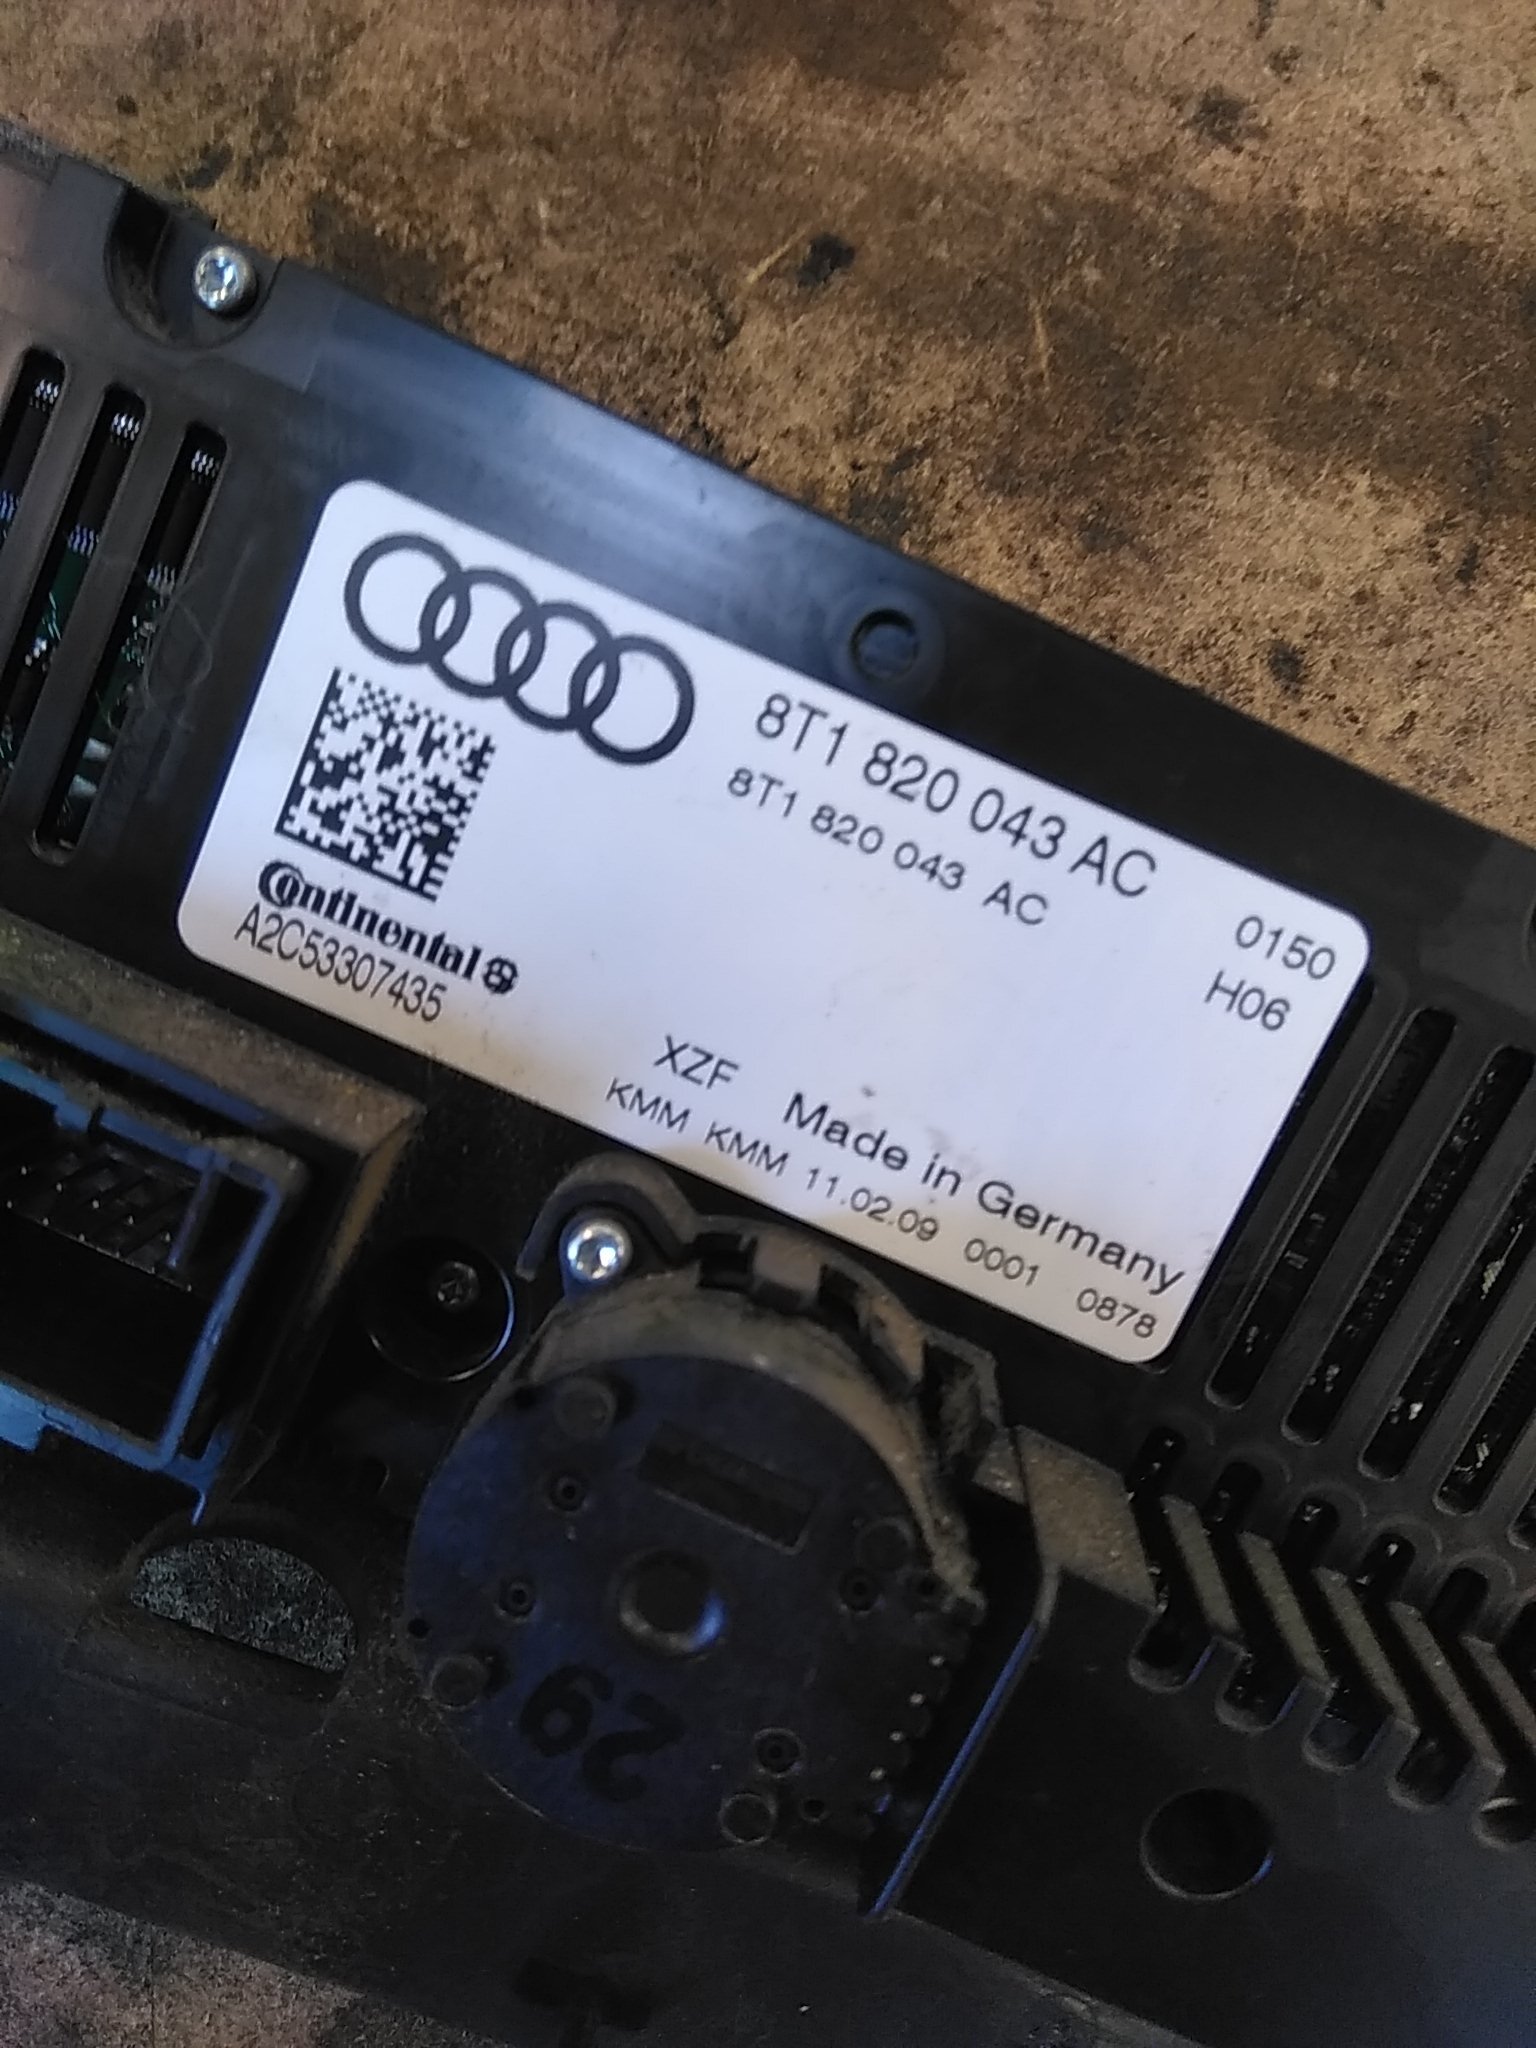 8T1 820 043 AC
8T1 820 043 AC
0150
H06
Continental
A2C53307435
XZF Made in Germany
KMM KMM 11.02.09 0001 0878
29